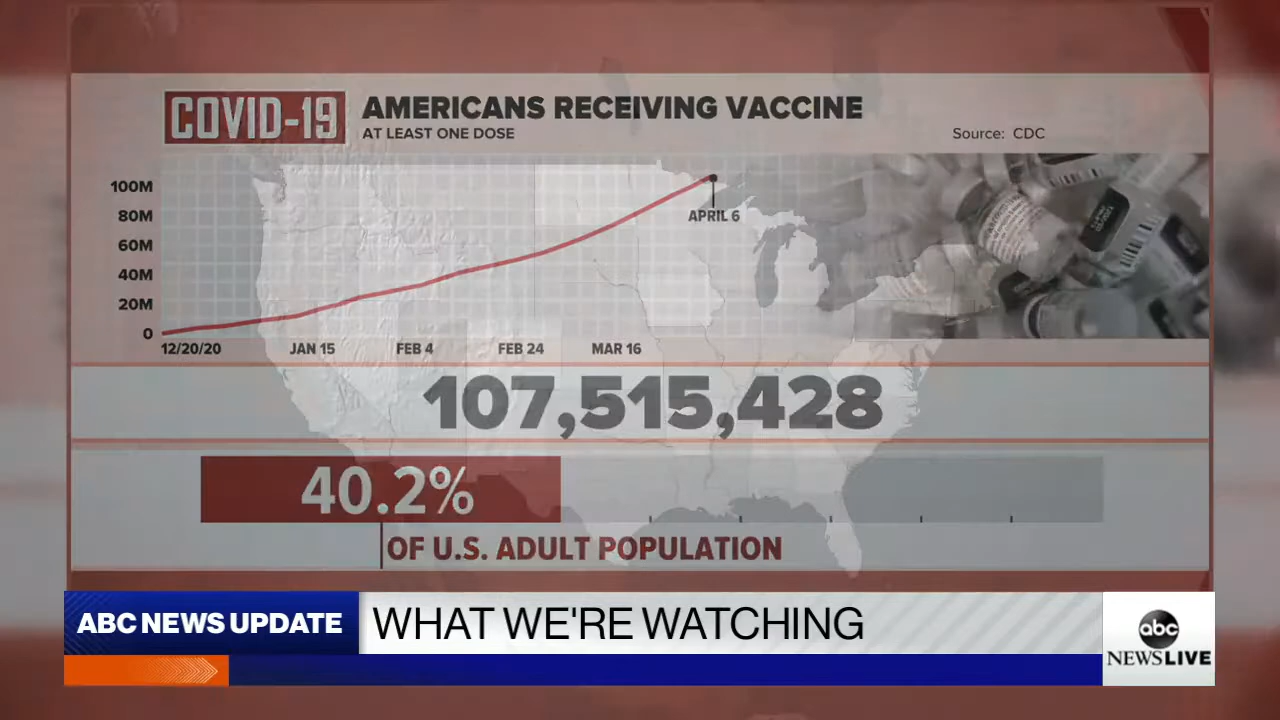 COVID-19
AMERICANS RECEIVING VACCINE
AT LEAST ONE DOSE
Source: CDC
100M
80M
60M
40M
20M
0
APRIL 6
12/20/20 JAN 15 FEB 4 FEB 24 MAR 16
107,515,428
40.2%
OF U.S. ADULT POPULATION
ABC NEWS UPDATE
WHAT WE'RE WATCHING
abc
NEWSLIVE